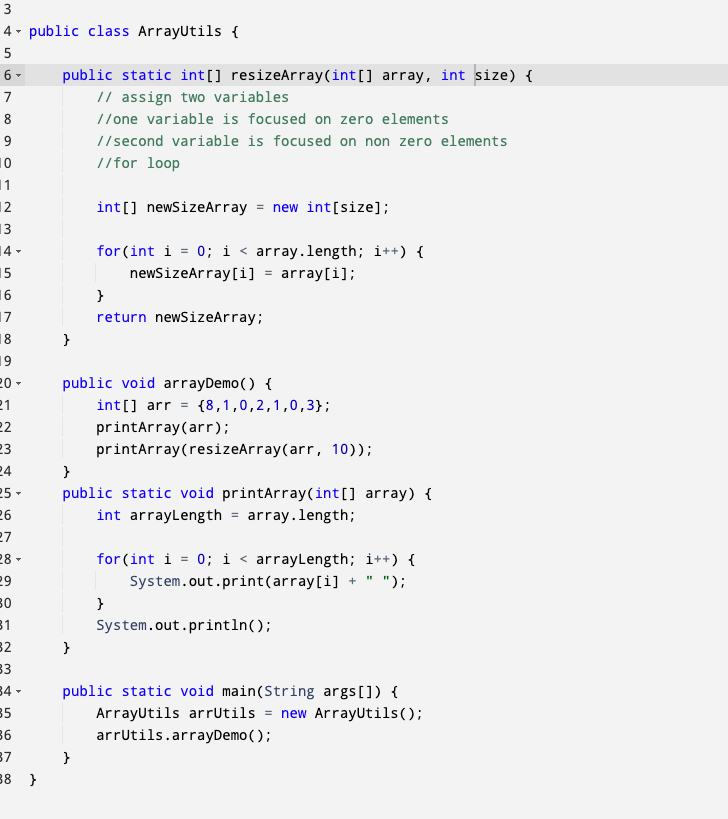 3
4 public class ArrayUtils {
5
6 public static int[] resizeArray(int[] array, int size) {
7 // assign two variables
8 //one variable is focused on zero elements
9 //second variable is focused on non zero elements
10 //for loop
11
12 int[] newSizeArray = new int[size];
13
14 for(int i = 0; i < array.length; i++) {
15 newSizeArray[i] = array[i];
16 }
17 return newSizeArray;
18 }
19
20 public void arrayDemo() {
21 int[] arr = {8,1,0,2,1,0,3};
22 printArray(arr);
23 printArray(resizeArray(arr, 10));
24 }
25 public static void printArray(int[] array) {
26 int arrayLength = array.length;
27
28 for(int i = 0; i < arrayLength; i++) {
29 System.out.print(array[i] + " ");
30 }
31 System.out.println();
32 }
33
34 public static void main(String args[]) {
35 ArrayUtils arrUtils = new ArrayUtils();
36 arrUtils.arrayDemo();
37 }
38 }